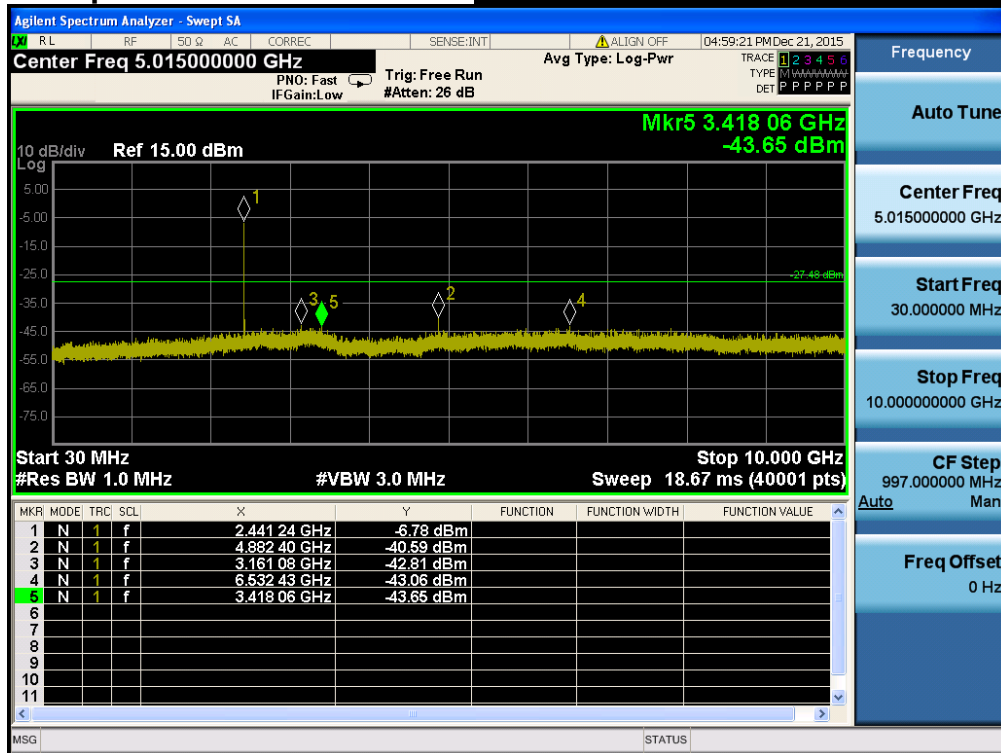 Agilent Spectrum Analyzer - Swept SA
LXI RL RF 50 Ω AC CORREC SENSE:INT ALIGN OFF 04:59:21 PM Dec 21, 2015
Center Freq 5.015000000 GHz
PNO: Fast
IFGain:Low
Trig: Free Run
#Atten: 26 dB
Avg Type: Log-Pwr
TRACE 1 2 3 4 5 6
TYPE M
DET P P P P P P
Mkr5 3.418 06 GHz
-43.65 dBm
10 dB/div Ref 15.00 dBm
Log
5.00
-5.00
-15.0
-25.0
-35.0
-45.0
-55.0
-65.0
-75.0
1
3
5
2
4
-27.48 dBm
Start 30 MHz Stop 10.000 GHz
#Res BW 1.0 MHz #VBW 3.0 MHz Sweep 18.67 ms (40001 pts)
MKR MODE TRC SCL X Y FUNCTION FUNCTION WIDTH FUNCTION VALUE
1 N 1 f 2.441 24 GHz -6.78 dBm
2 N 1 f 4.882 40 GHz -40.59 dBm
3 N 1 f 3.161 08 GHz -42.81 dBm
4 N 1 f 6.532 43 GHz -43.06 dBm
5 N 1 f 3.418 06 GHz -43.65 dBm
6
7
8
9
10
11
MSG STATUS
Frequency
Auto Tune
Center Freq
5.015000000 GHz
Start Freq
30.000000 MHz
Stop Freq
10.000000000 GHz
CF Step
997.000000 MHz
Auto Man
Freq Offset
0 Hz